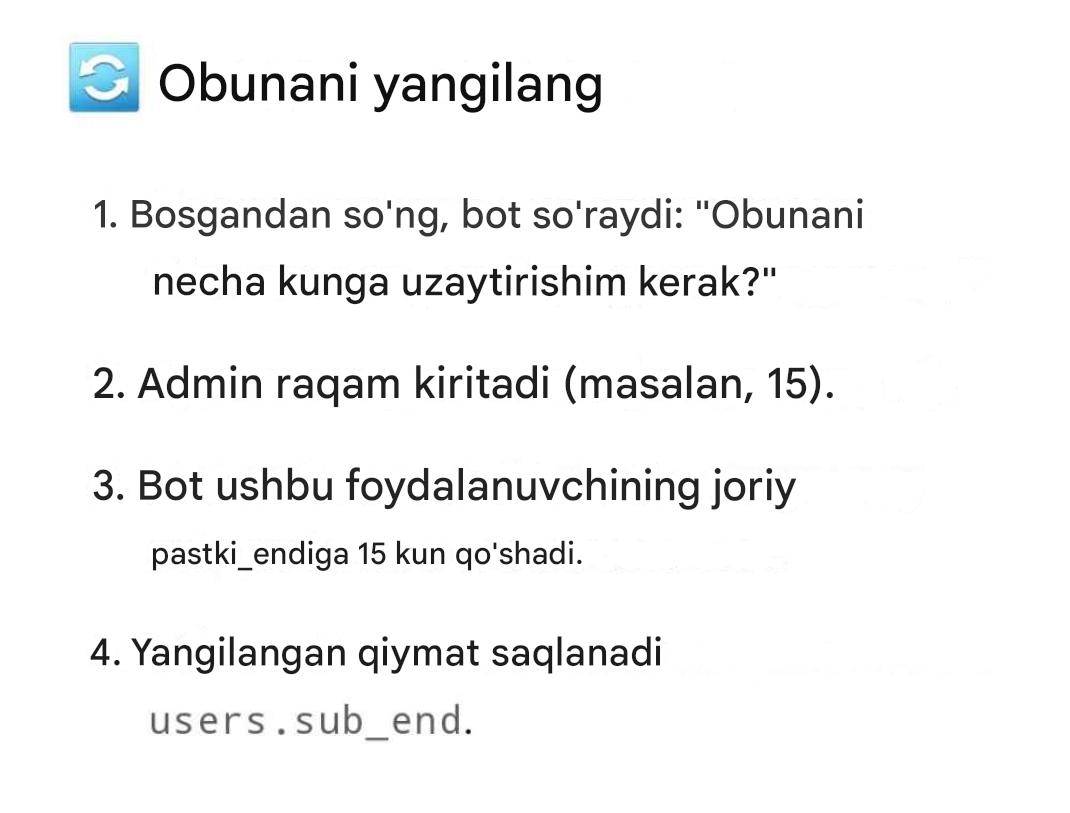 Obunani yangilang
1. Bosgandan so'ng, bot so'raydi: "Obunani
necha kunga uzaytirishim kerak?"
2. Admin raqam kiritadi (masalan, 15).
3. Bot ushbu foydalanuvchining joriy
pastki_endiga 15 kun qo'shadi.
4. Yangilangan qiymat saqlanadi
users.sub_end.